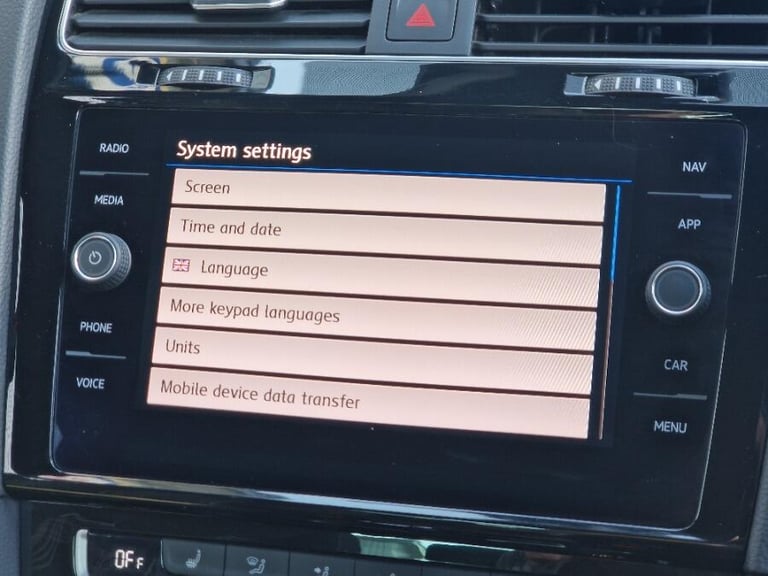 RADIO
MEDIA
PHONE
VOICE
System settings
Screen
Time and date
Language
More keypad languages
Units
Mobile device data transfer
NAV
APP
CAR
MENU
OFF